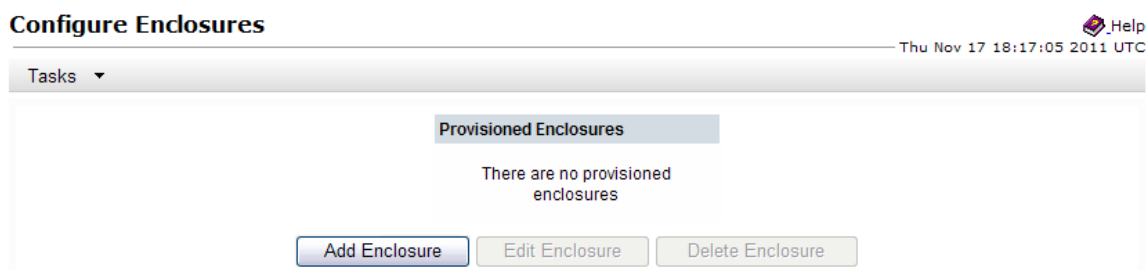 Configure Enclosures
Help
Thu Nov 17 18:17:05 2011 UTC
Tasks
Provisioned Enclosures
There are no provisioned
enclosures
Add Enclosure Edit Enclosure Delete Enclosure